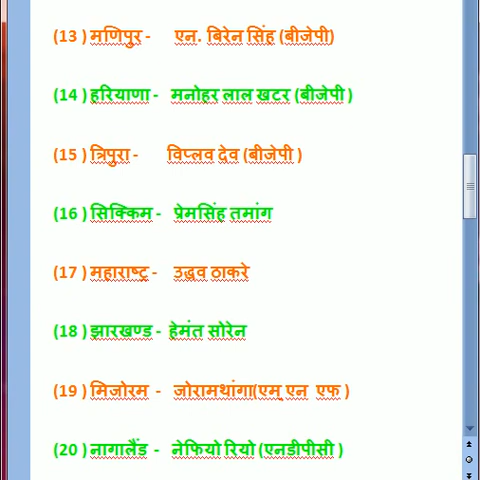 (13 ) मणिपुर - एन. बिरेन सिंह (बीजेपी)
(14 ) हरियाणा - मनोहर लाल खटर (बीजेपी )
(15 ) त्रिपुरा - विप्लव देव (बीजेपी )
(16 ) सिक्किम - प्रेमसिंह तमांग
(17 ) महाराष्ट्र - उद्धव ठाकरे
(18 ) झारखण्ड - हेमंत सोरेन
(19 ) मिजोरम - जोरामथांगा(एम् एन एफ )
(20 ) नागालैंड - नेफियो रियो (एनडीपीसी )